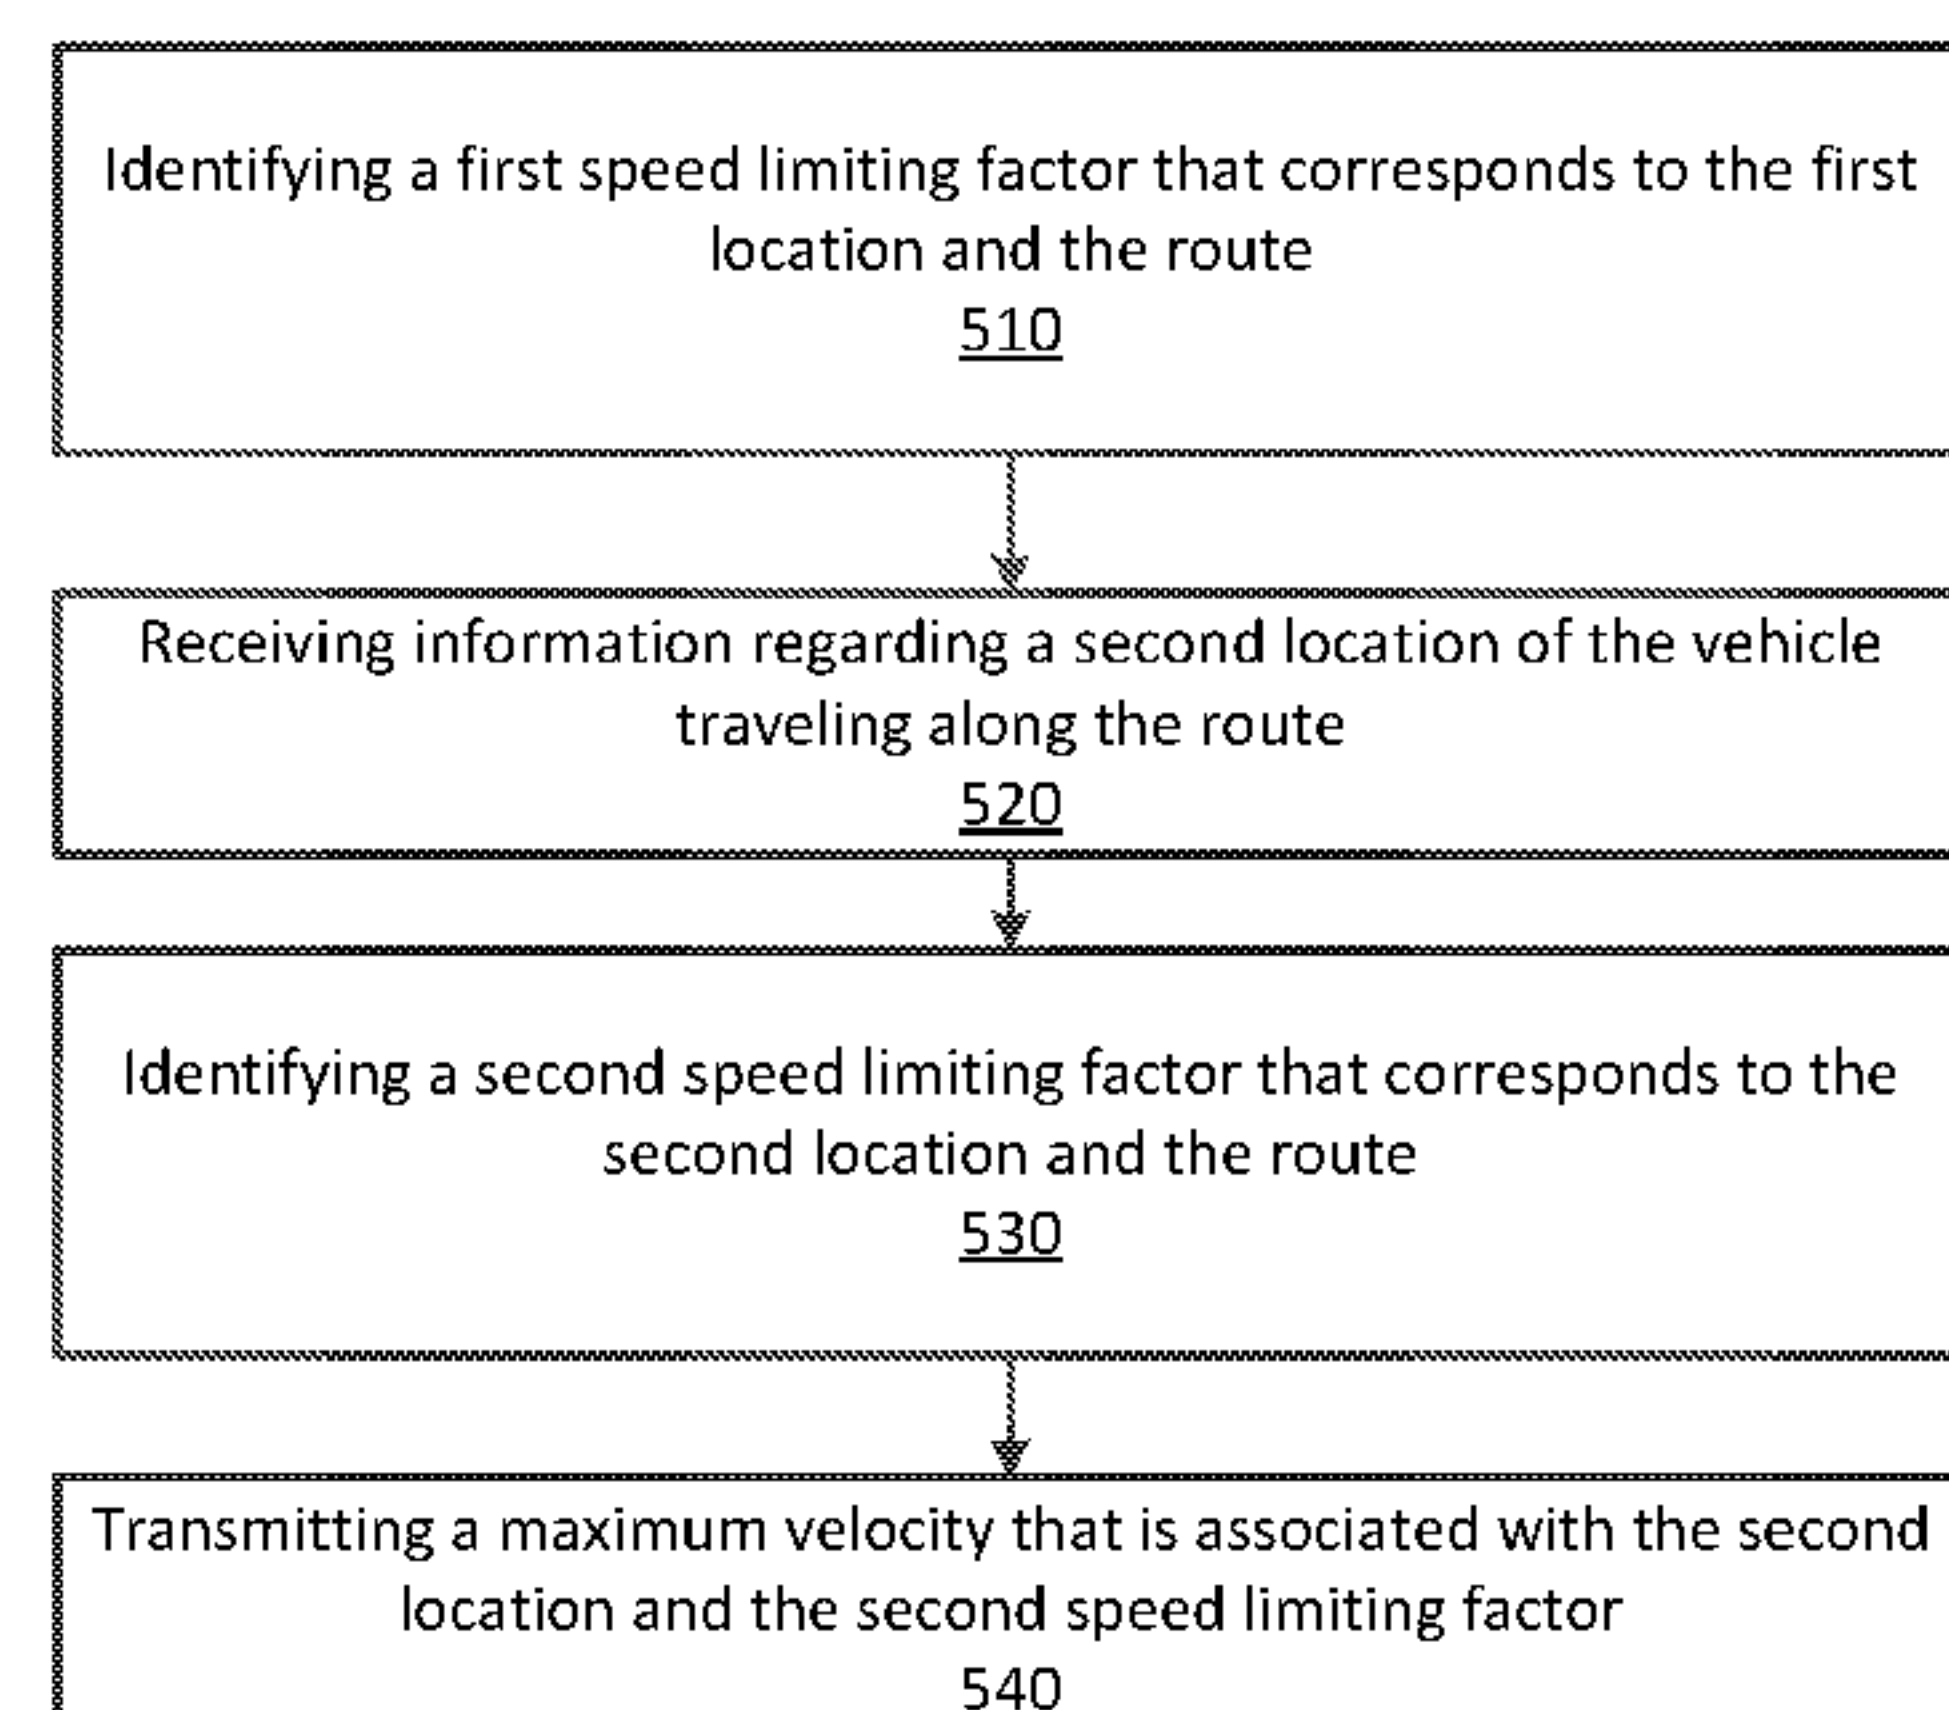 Identifying a first speed limiting factor that corresponds to the first
location and the route
510
Receiving information regarding a second location of the vehicle
traveling along the route
520
Identifying a second speed limiting factor that corresponds to the
second location and the route
530
Transmitting a maximum velocity that is associated with the second
location and the second speed limiting factor
540